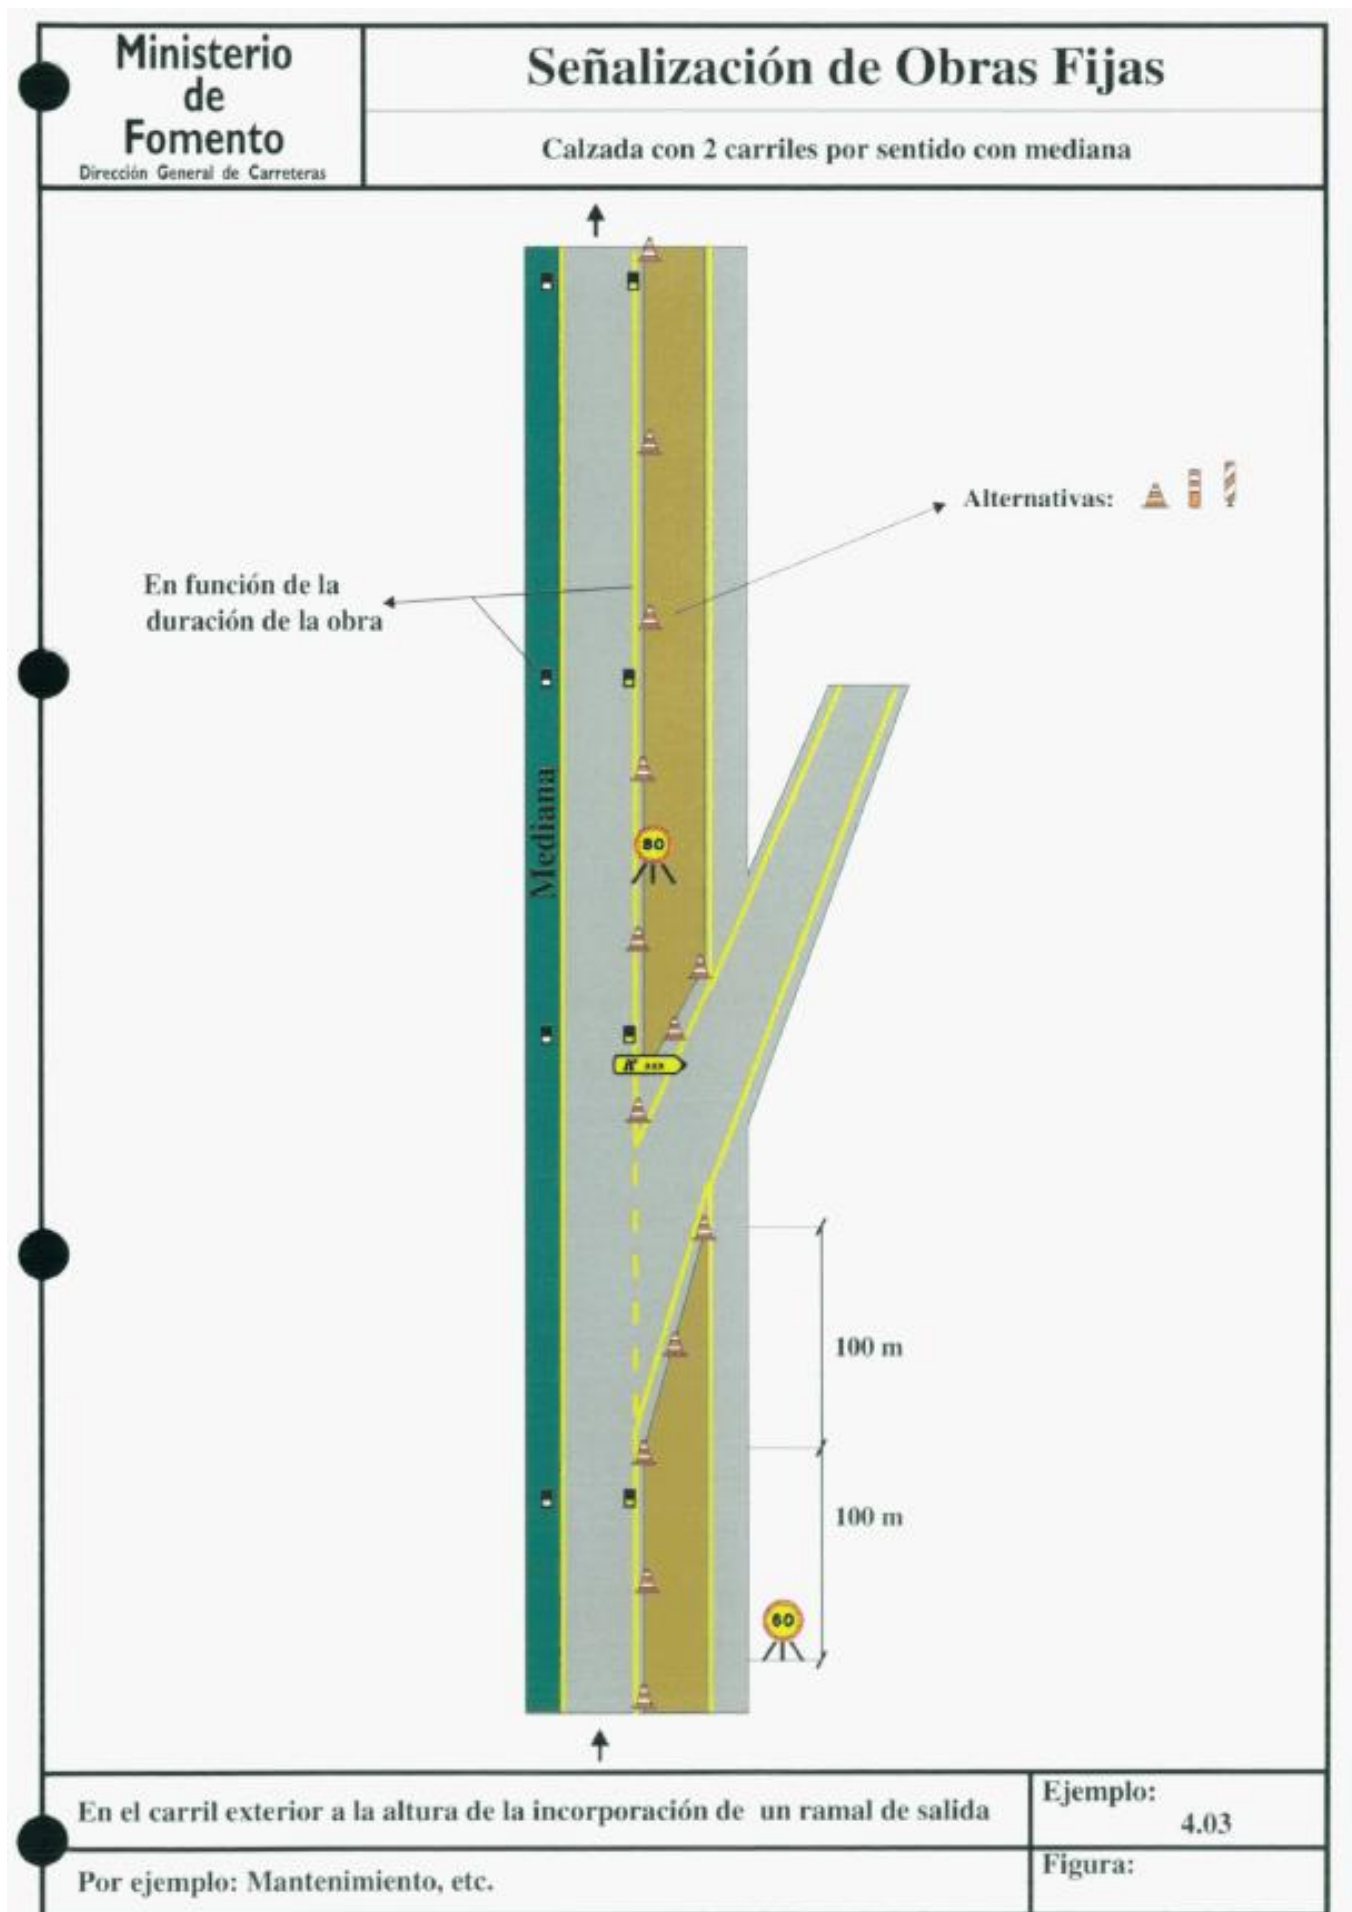 Ministerio
de
Fomento
Dirección General de Carreteras
Señalización de Obras Fijas
Calzada con 2 carriles por sentido con mediana
Alternativas:
En función de la
duración de la obra
Mediana
80
100 m
100 m
60
En el carril exterior a la altura de la incorporación de un ramal de salida
Ejemplo:
4.03
Por ejemplo: Mantenimiento, etc.
Figura: